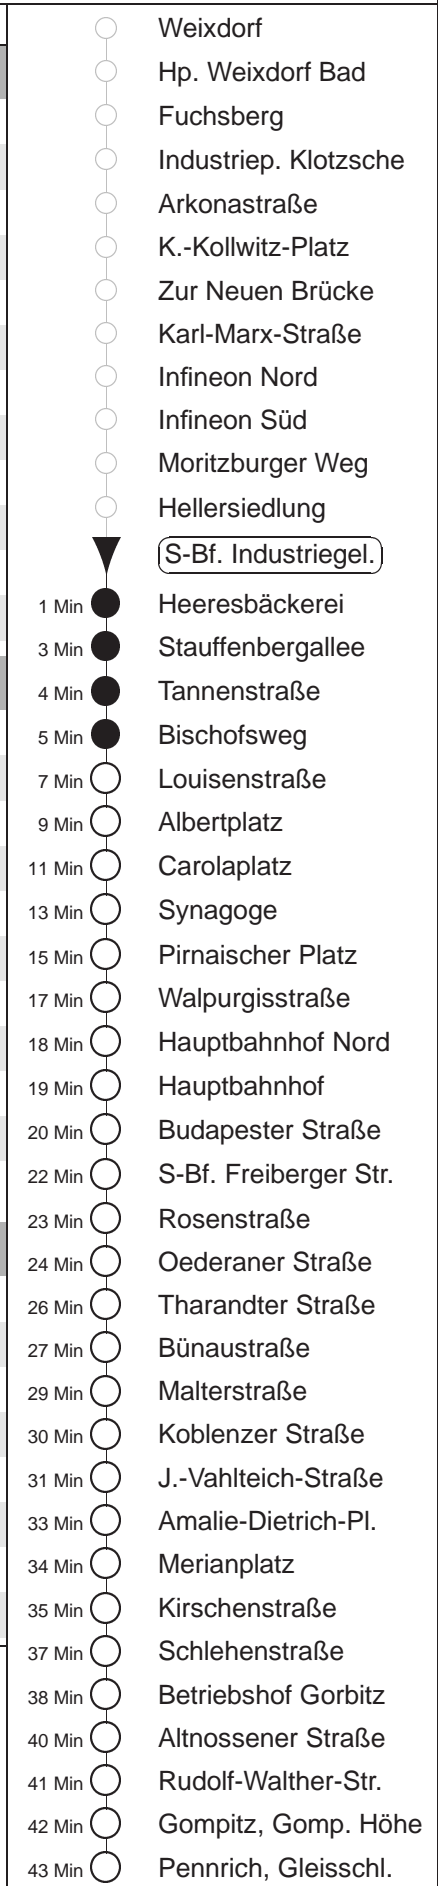 Weixdorf
Hp. Weixdorf Bad
Fuchsberg
Industriep. Klotzsche
Arkonastraße
K.-Kollwitz-Platz
Zur Neuen Brücke
Karl-Marx-Straße
Infineon Nord
Infineon Süd
Moritzburger Weg
Hellersiedlung
S-Bf. Industriegel.
1 Min Heeresbäckerei
3 Min Stauffenbergallee
4 Min Tannenstraße
5 Min Bischofsweg
7 Min Louisenstraße
9 Min Albertplatz
11 Min Carolaplatz
13 Min Synagoge
15 Min Pirnaischer Platz
17 Min Walpurgisstraße
18 Min Hauptbahnhof Nord
19 Min Hauptbahnhof
20 Min Budapester Straße
22 Min S-Bf. Freiberger Str.
23 Min Rosenstraße
24 Min Oederaner Straße
26 Min Tharandter Straße
27 Min Bünaustraße
29 Min Malterstraße
30 Min Koblenzer Straße
31 Min J.-Vahlteich-Straße
33 Min Amalie-Dietrich-Pl.
34 Min Merianplatz
35 Min Kirschenstraße
37 Min Schlehenstraße
38 Min Betriebshof Gorbitz
40 Min Altnossener Straße
41 Min Rudolf-Walther-Str.
42 Min Gompitz, Gomp. Höhe
43 Min Pennrich, Gleisschl.